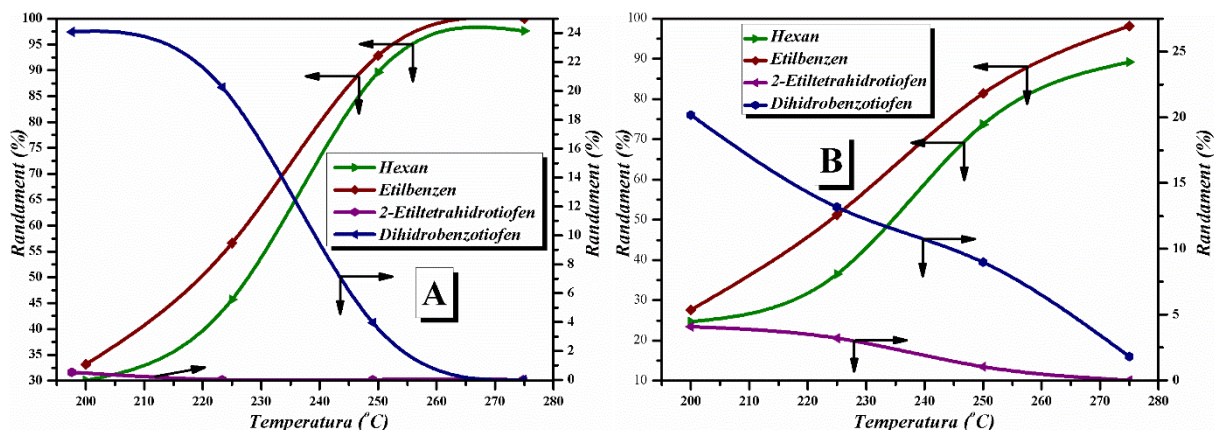 100
95
90
85
80
75
70
65
60
55
50
45
40
35
30
Randament (%)
24
22
20
18
16
14
12
10
8
6
4
2
0
Randament (%)
Hexan
Etilbenzen
2-Etiltetrahidrotiofen
Dihidrobenzotiofen
A
200 210 220 230 240 250 260 270 280
Temperatura (°C)
100
90
80
70
60
50
40
30
20
10
Randament (%)
25
20
15
10
5
0
Randament (%)
Hexan
Etilbenzen
2-Etiltetrahidrotiofen
Dihidrobenzotiofen
B
200 210 220 230 240 250 260 270 280
Temperatura (°C)